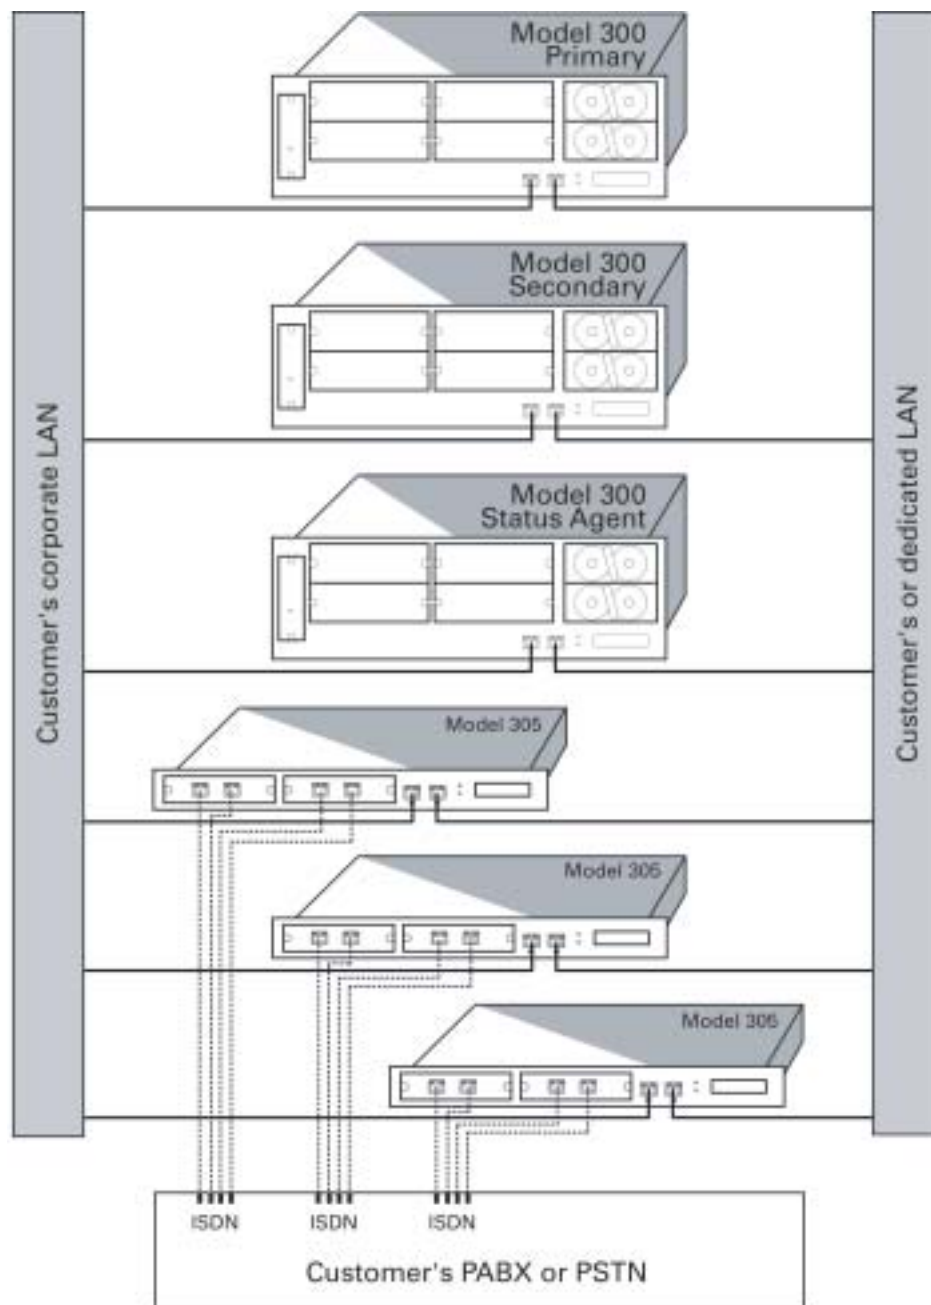 Model 300
Primary
Model 300
Secondary
Model 300
Status Agent
Customer's corporate LAN
Customer's or dedicated LAN
Model 305
Model 305
Model 305
ISDN
ISDN
ISDN
Customer's PABX or PSTN